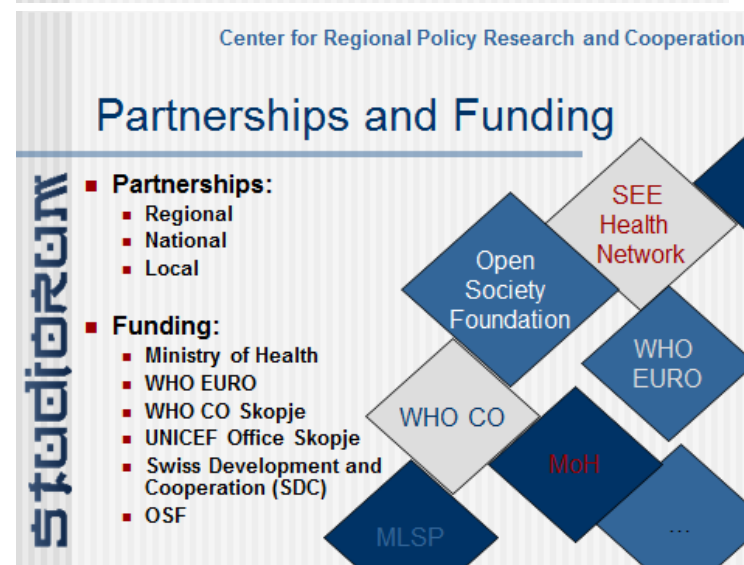 Center for Regional Policy Research and Cooperation
Partnerships and Funding
studiorum
Partnerships:
Regional
National
Local
Funding:
Ministry of Health
WHO EURO
WHO CO Skopje
UNICEF Office Skopje
Swiss Development and
Cooperation (SDC)
OSF
SEE
Health
Network
Open
Society
Foundation
WHO
EURO
WHO CO
MoH
MLSP
...